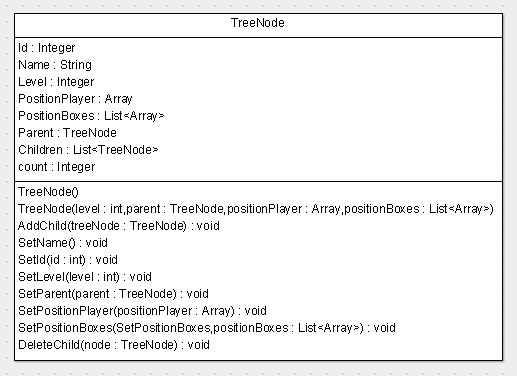 TreeNode
Id : Integer
Name : String
Level : Integer
PositionPlayer : Array
PositionBoxes : List<Array>
Parent : TreeNode
Children : List<TreeNode>
count : Integer
TreeNode()
TreeNode(level : int,parent : TreeNode,positionPlayer : Array,positionBoxes : List<Array>)
AddChild(treeNode : TreeNode) : void
SetName() : void
SetId(id : int) : void
SetLevel(level : int) : void
SetParent(parent : TreeNode) : void
SetPositionPlayer(positionPlayer : Array) : void
SetPositionBoxes(SetPositionBoxes,positionBoxes : List<Array>) : void
DeleteChild(node : TreeNode) : void